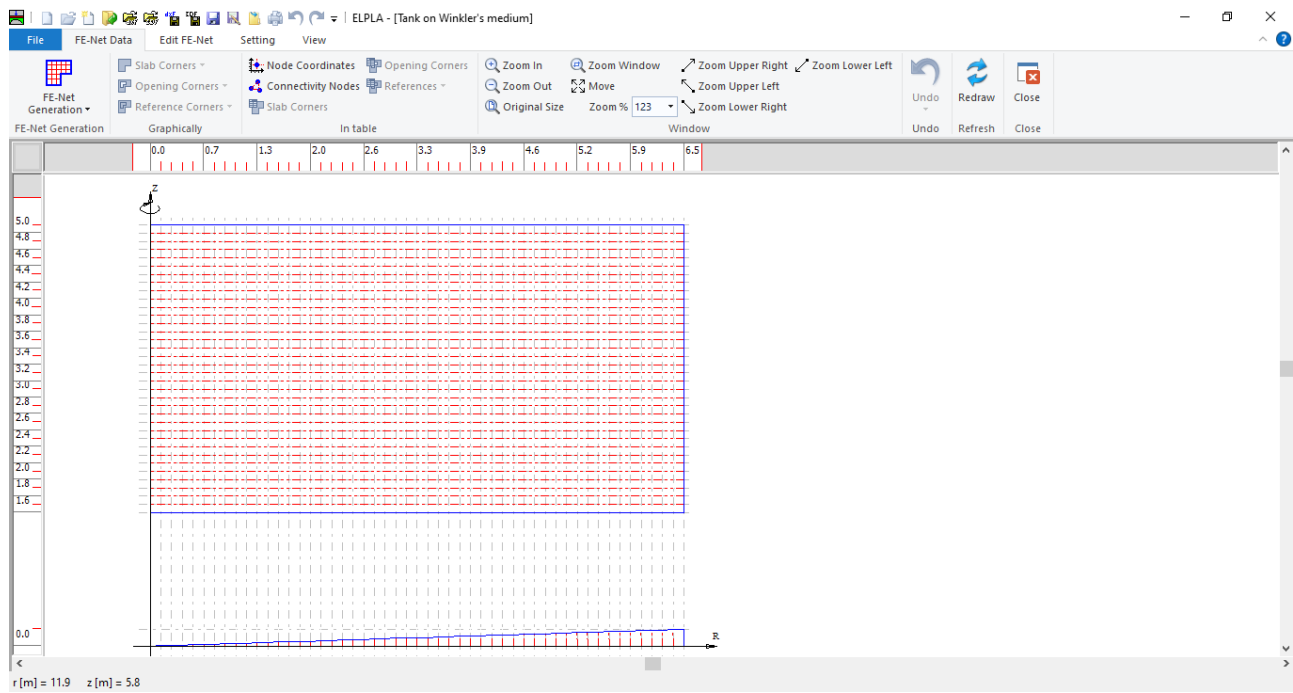 ELPLA - [Tank on Winkler's medium]
File FE-Net Data Edit FE-Net Setting View
Slab Corners Node Coordinates Opening Corners Zoom In Zoom Window Zoom Upper Right Zoom Lower Left
Opening Corners Connectivity Nodes References Zoom Out Move Zoom Upper Left
FE-Net Generation Reference Corners Slab Corners Original Size Zoom % 123 Zoom Lower Right Undo Redraw Close
FE-Net Generation Graphically In table Window Undo Refresh Close
0.0 0.7 1.3 2.0 2.6 3.3 3.9 4.6 5.2 5.9 6.5
Z
5.0
4.8
4.6
4.4
4.2
4.0
3.8
3.6
3.4
3.2
3.0
2.8
2.6
2.4
2.2
2.0
1.8
1.6
0.0
R
r [m] = 11.9 z [m] = 5.8